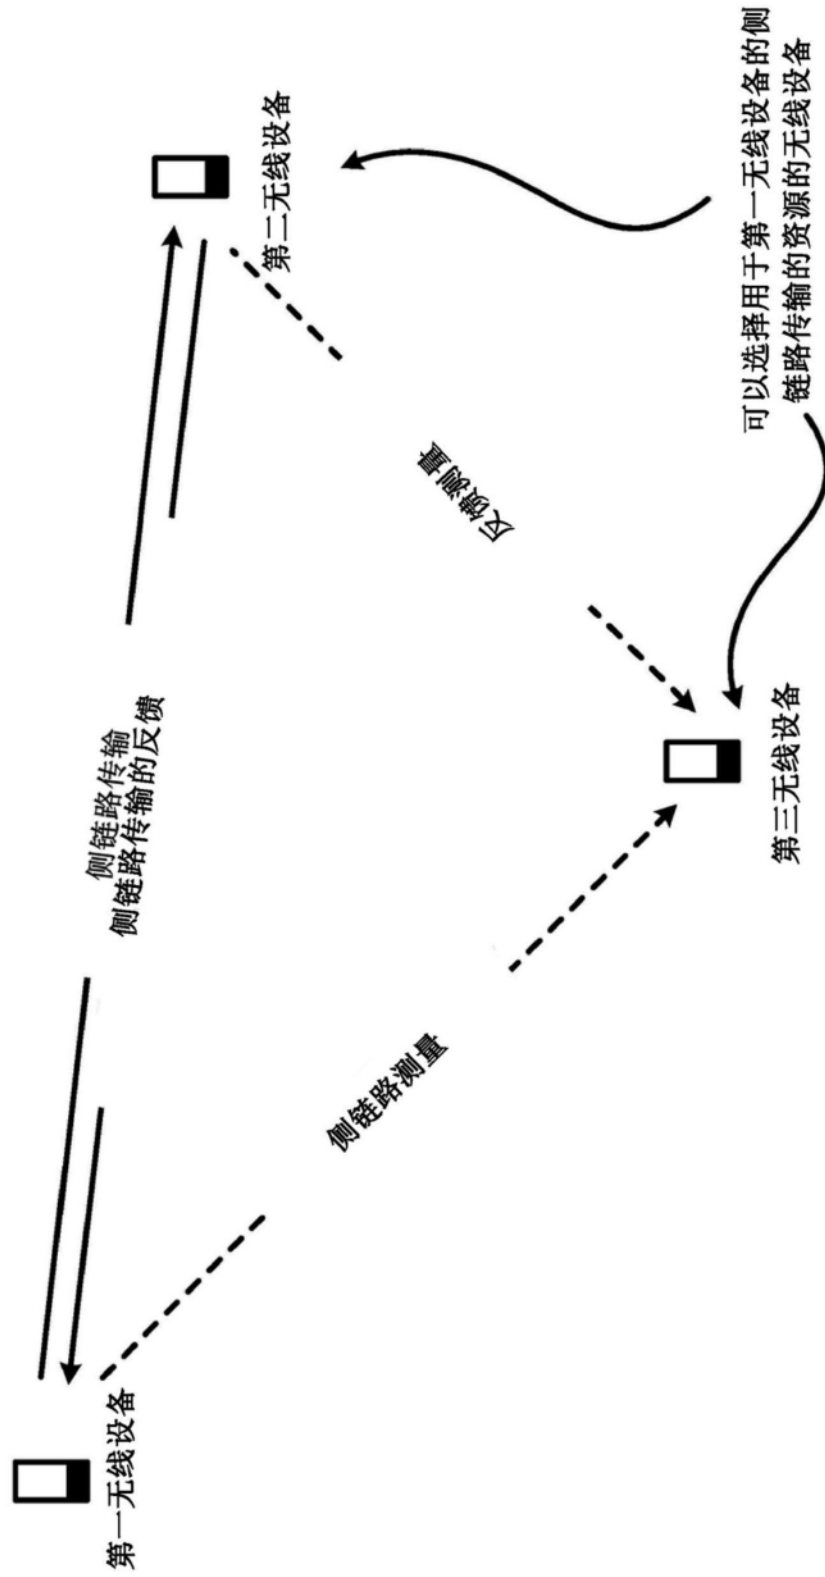 第一无线设备
侧链路传输
侧链路传输的反馈
第二无线设备
侧链路测量
反馈测量
第三无线设备
可以选择用于第一无线设备的侧
链路传输的资源的无线设备